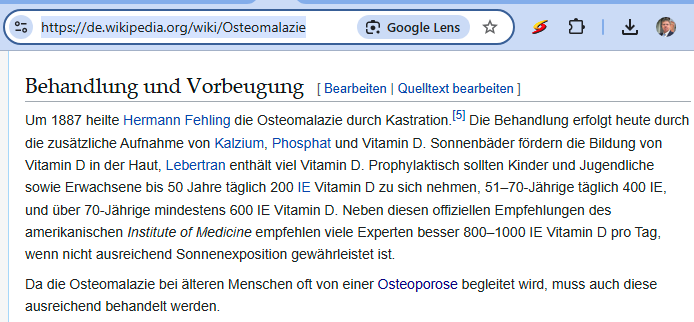 https://de.wikipedia.org/wiki/Osteomalazie
Google Lens
Behandlung und Vorbeugung [ Bearbeiten | Quelltext bearbeiten ]
Um 1887 heilte Hermann Fehling die Osteomalazie durch Kastration.[5] Die Behandlung erfolgt heute durch
die zusätzliche Aufnahme von Kalzium, Phosphat und Vitamin D. Sonnenbäder fördern die Bildung von
Vitamin D in der Haut, Lebertran enthält viel Vitamin D. Prophylaktisch sollten Kinder und Jugendliche
sowie Erwachsene bis 50 Jahre täglich 200 IE Vitamin D zu sich nehmen, 51–70-Jährige täglich 400 IE,
und über 70-Jährige mindestens 600 IE Vitamin D. Neben diesen offiziellen Empfehlungen des
amerikanischen Institute of Medicine empfehlen viele Experten besser 800–1000 IE Vitamin D pro Tag,
wenn nicht ausreichend Sonnenexposition gewährleistet ist.
Da die Osteomalazie bei älteren Menschen oft von einer Osteoporose begleitet wird, muss auch diese
ausreichend behandelt werden.